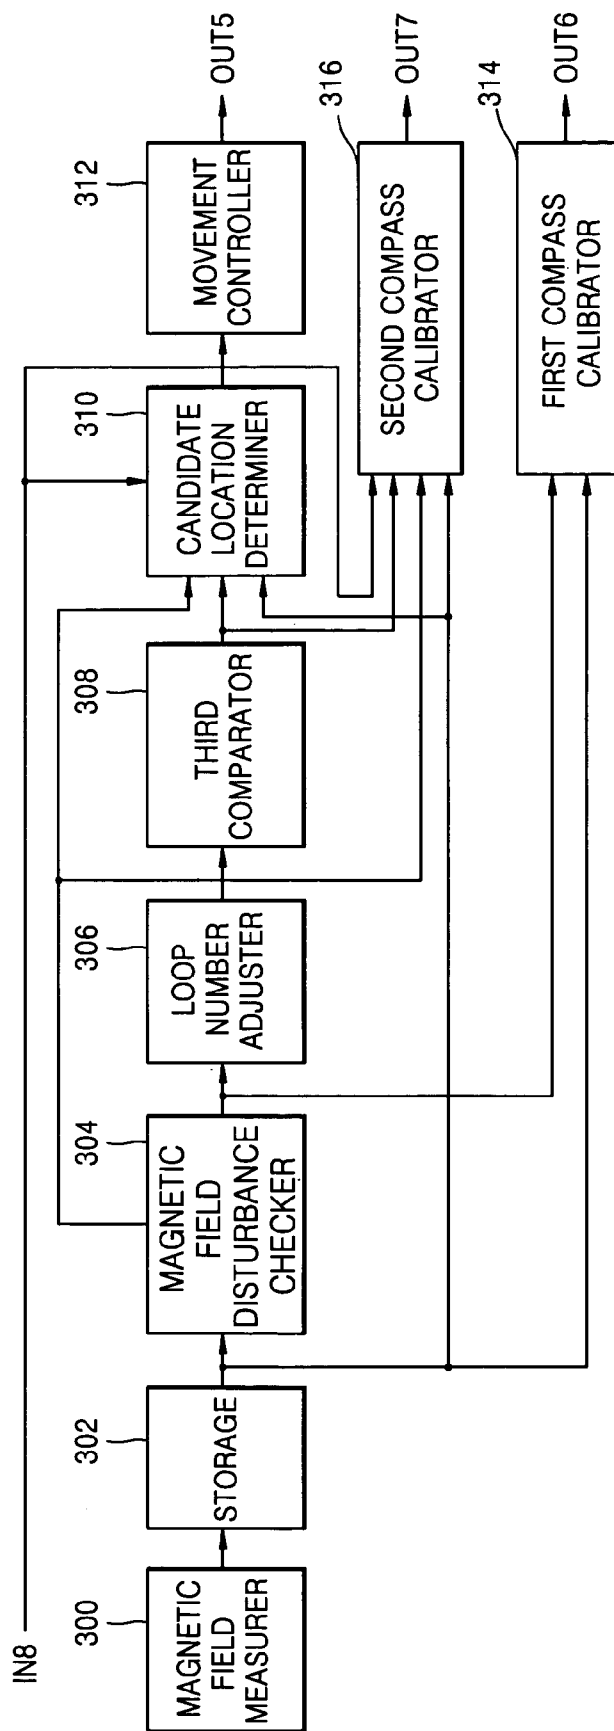 IN8
300
MAGNETIC
FIELD
MEASURER
302
STORAGE
304
MAGNETIC
FIELD
DISTURBANCE
CHECKER
306
LOOP
NUMBER
ADJUSTER
308
THIRD
COMPARATOR
310
CANDIDATE
LOCATION
DETERMINER
312
MOVEMENT
CONTROLLER
OUT5
316
SECOND COMPASS
CALIBRATOR
OUT7
314
FIRST COMPASS
CALIBRATOR
OUT6